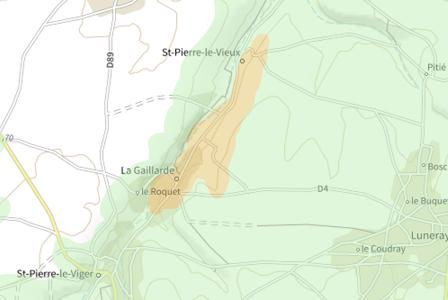 St-Pierre-le-Vieux
D89
Pitié
70
La Gaillarde
le Roquet
D4
Bosc
le Buquet
Luneray
le Coudray
St-Pierre-le-Viger